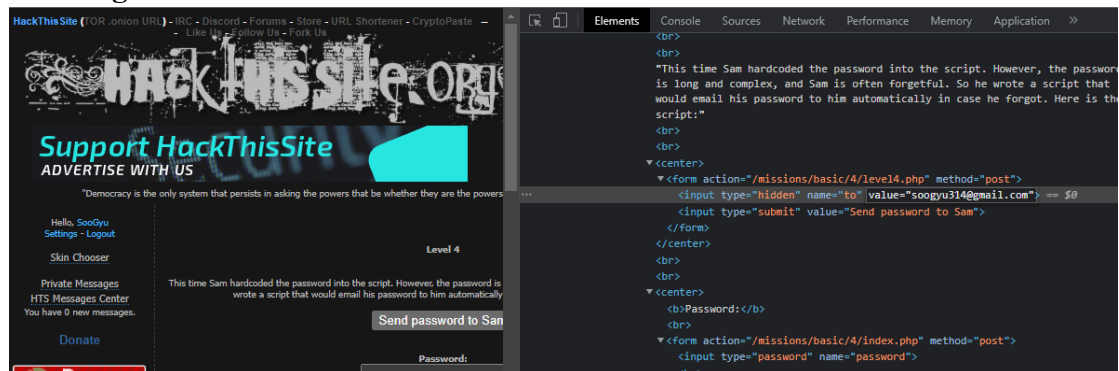 HackThisSite (TOR .onion URL) - IRC - Discord - Forums - Store - URL Shortener - CryptoPaste —
- Like Us - Follow Us - Fork Us
HACK THIS SITE.ORG
Support HackThisSite
ADVERTISE WITH US
"Democracy is the only system that persists in asking the powers that be whether they are the powers
Hello, SooGyu
Settings - Logout
Skin Chooser
Private Messages
HTS Messages Center
You have 0 new messages.
Donate
Level 4
This time Sam hardcoded the password into the script. However, the password is
wrote a script that would email his password to him automatically
Send password to Sam
Password:
Elements Console Sources Network Performance Memory Application »
<br>
<br>
"This time Sam hardcoded the password into the script. However, the password
is long and complex, and Sam is often forgetful. So he wrote a script that
would email his password to him automatically in case he forgot. Here is the
script:"
<br>
<br>
▼<center>
▼<form action="/missions/basic/4/level4.php" method="post">
... <input type="hidden" name="to" value="soogyu314@gmail.com"> == $0
<input type="submit" value="Send password to Sam">
</form>
</center>
<br>
<br>
▼<center>
<b>Password:</b>
<br>
▼<form action="/missions/basic/4/index.php" method="post">
<input type="password" name="password">